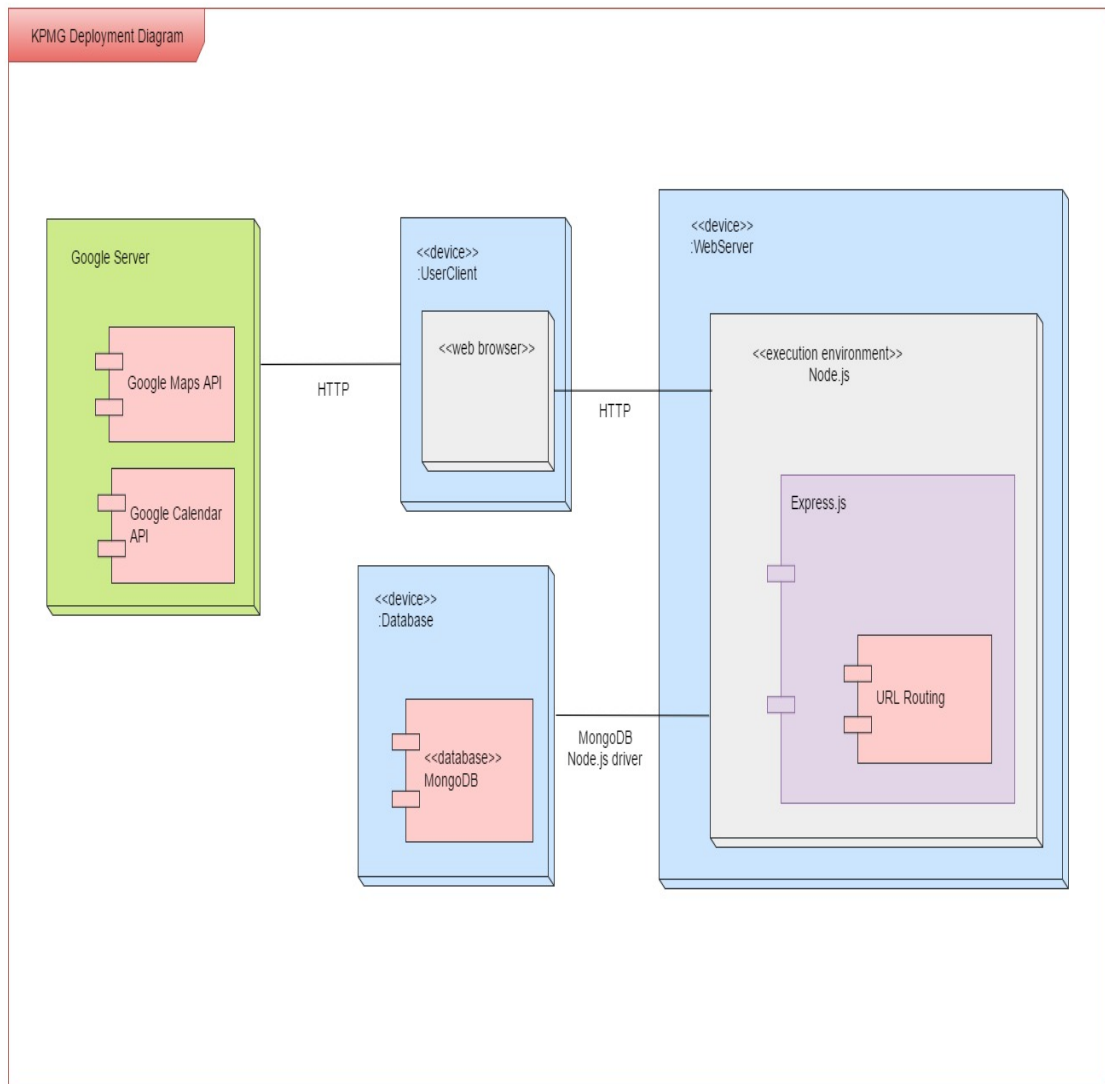 KPMG Deployment Diagram
Google Server
Google Maps API
Google Calendar
API
HTTP
<<device>>
:UserClient
<<web browser>>
HTTP
<<device>>
:WebServer
<<execution environment>>
Node.js
Express.js
URL Routing
<<device>>
:Database
<<database>>
MongoDB
MongoDB
Node.js driver